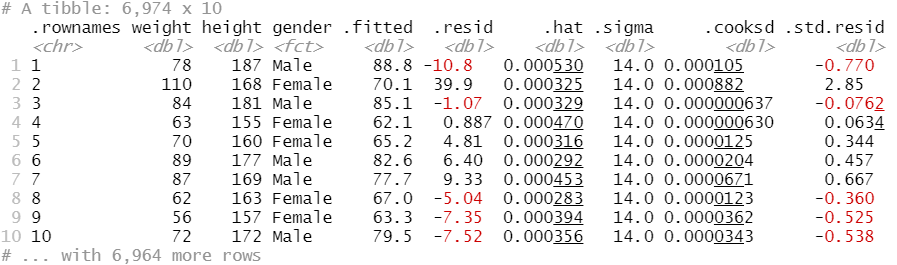 # A tibble: 6,974 x 10
.rownames weight height gender .fitted .resid .hat .sigma .cooksd .std.resid
<chr> <dbl> <dbl> <fct> <dbl> <dbl> <dbl> <dbl> <dbl> <dbl>
1 1 78 187 Male 88.8 -10.8 0.000530 14.0 0.000105 -0.770
2 2 110 168 Female 70.1 39.9 0.000325 14.0 0.000882 2.85
3 3 84 181 Male 85.1 -1.07 0.000329 14.0 0.000000637 -0.0762
4 4 63 155 Female 62.1 0.887 0.000470 14.0 0.000000630 0.0634
5 5 70 160 Female 65.2 4.81 0.000316 14.0 0.0000125 0.344
6 6 89 177 Male 82.6 6.40 0.000292 14.0 0.0000204 0.457
7 7 87 169 Male 77.7 9.33 0.000453 14.0 0.0000671 0.667
8 8 62 163 Female 67.0 -5.04 0.000283 14.0 0.0000123 -0.360
9 9 56 157 Female 63.3 -7.35 0.000394 14.0 0.0000362 -0.525
10 10 72 172 Male 79.5 -7.52 0.000356 14.0 0.0000343 -0.538
# ... with 6,964 more rows